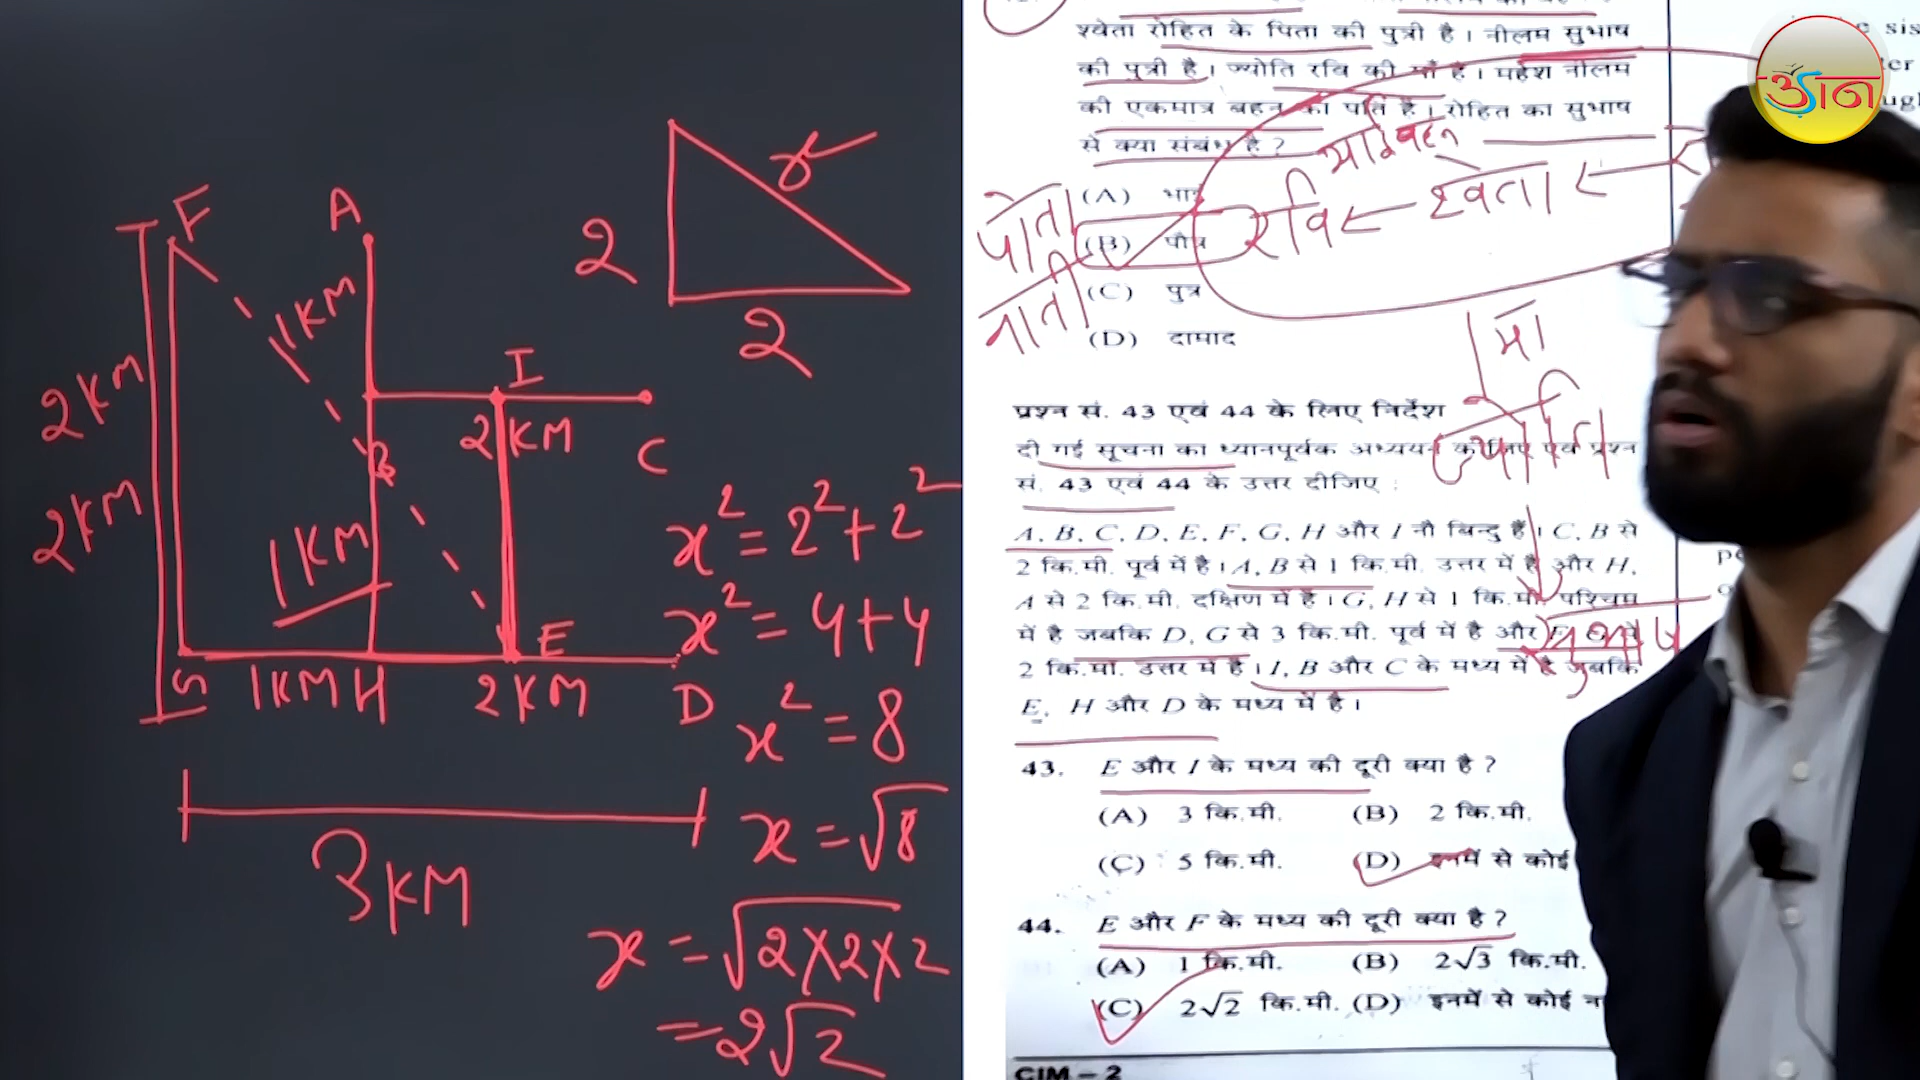 F
A
1KM
2
x
2
I
2KM
2KM
C
B
2KM
1KM
E
G
1KM
H
2KM
D
3KM
x² = 2² + 2²
x² = 4+4
x² = 8
x = √8
x = √2×2×2
= 2√2
उड़ान
श्वेता रोहित के पिता की पुत्री है। नीलम सुभाष
की पुत्री है। ज्योति रवि की माँ है। महेश नीलम
की एकमात्र बहन का पति है। रोहित का सुभाष
से क्या संबंध है ?
(A) भाई
(B) पौत्र
(C) पुत्र
(D) दामाद
पोता
नाती
भाई बहन
रवि ← श्वेता ←
माँ
ज्योति
सुभाष
प्रश्न सं. 43 एवं 44 के लिए निर्देश
दी गई सूचना का ध्यानपूर्वक अध्ययन कीजिए एवं प्रश्न
सं. 43 एवं 44 के उत्तर दीजिए :
A, B, C, D, E, F, G, H और I नौ बिन्दु हैं। C, B से
2 कि.मी. पूर्व में है। A, B से 1 कि.मी. उत्तर में है और H,
A से 2 कि.मी. दक्षिण में है। G, H से 1 कि.मी. पश्चिम
में है जबकि D, G से 3 कि.मी. पूर्व में है और F, G से
2 कि.मी. उत्तर में है। I, B और C के मध्य में है जबकि
E, H और D के मध्य में है।
43. E और I के मध्य की दूरी क्या है ?
(A) 3 कि.मी. (B) 2 कि.मी.
(C) 5 कि.मी. (D) इनमें से कोई
44. E और F के मध्य की दूरी क्या है ?
(A) 1 कि.मी. (B) 2√3 कि.मी.
(C) 2√2 कि.मी. (D) इनमें से कोई
CIM – 2